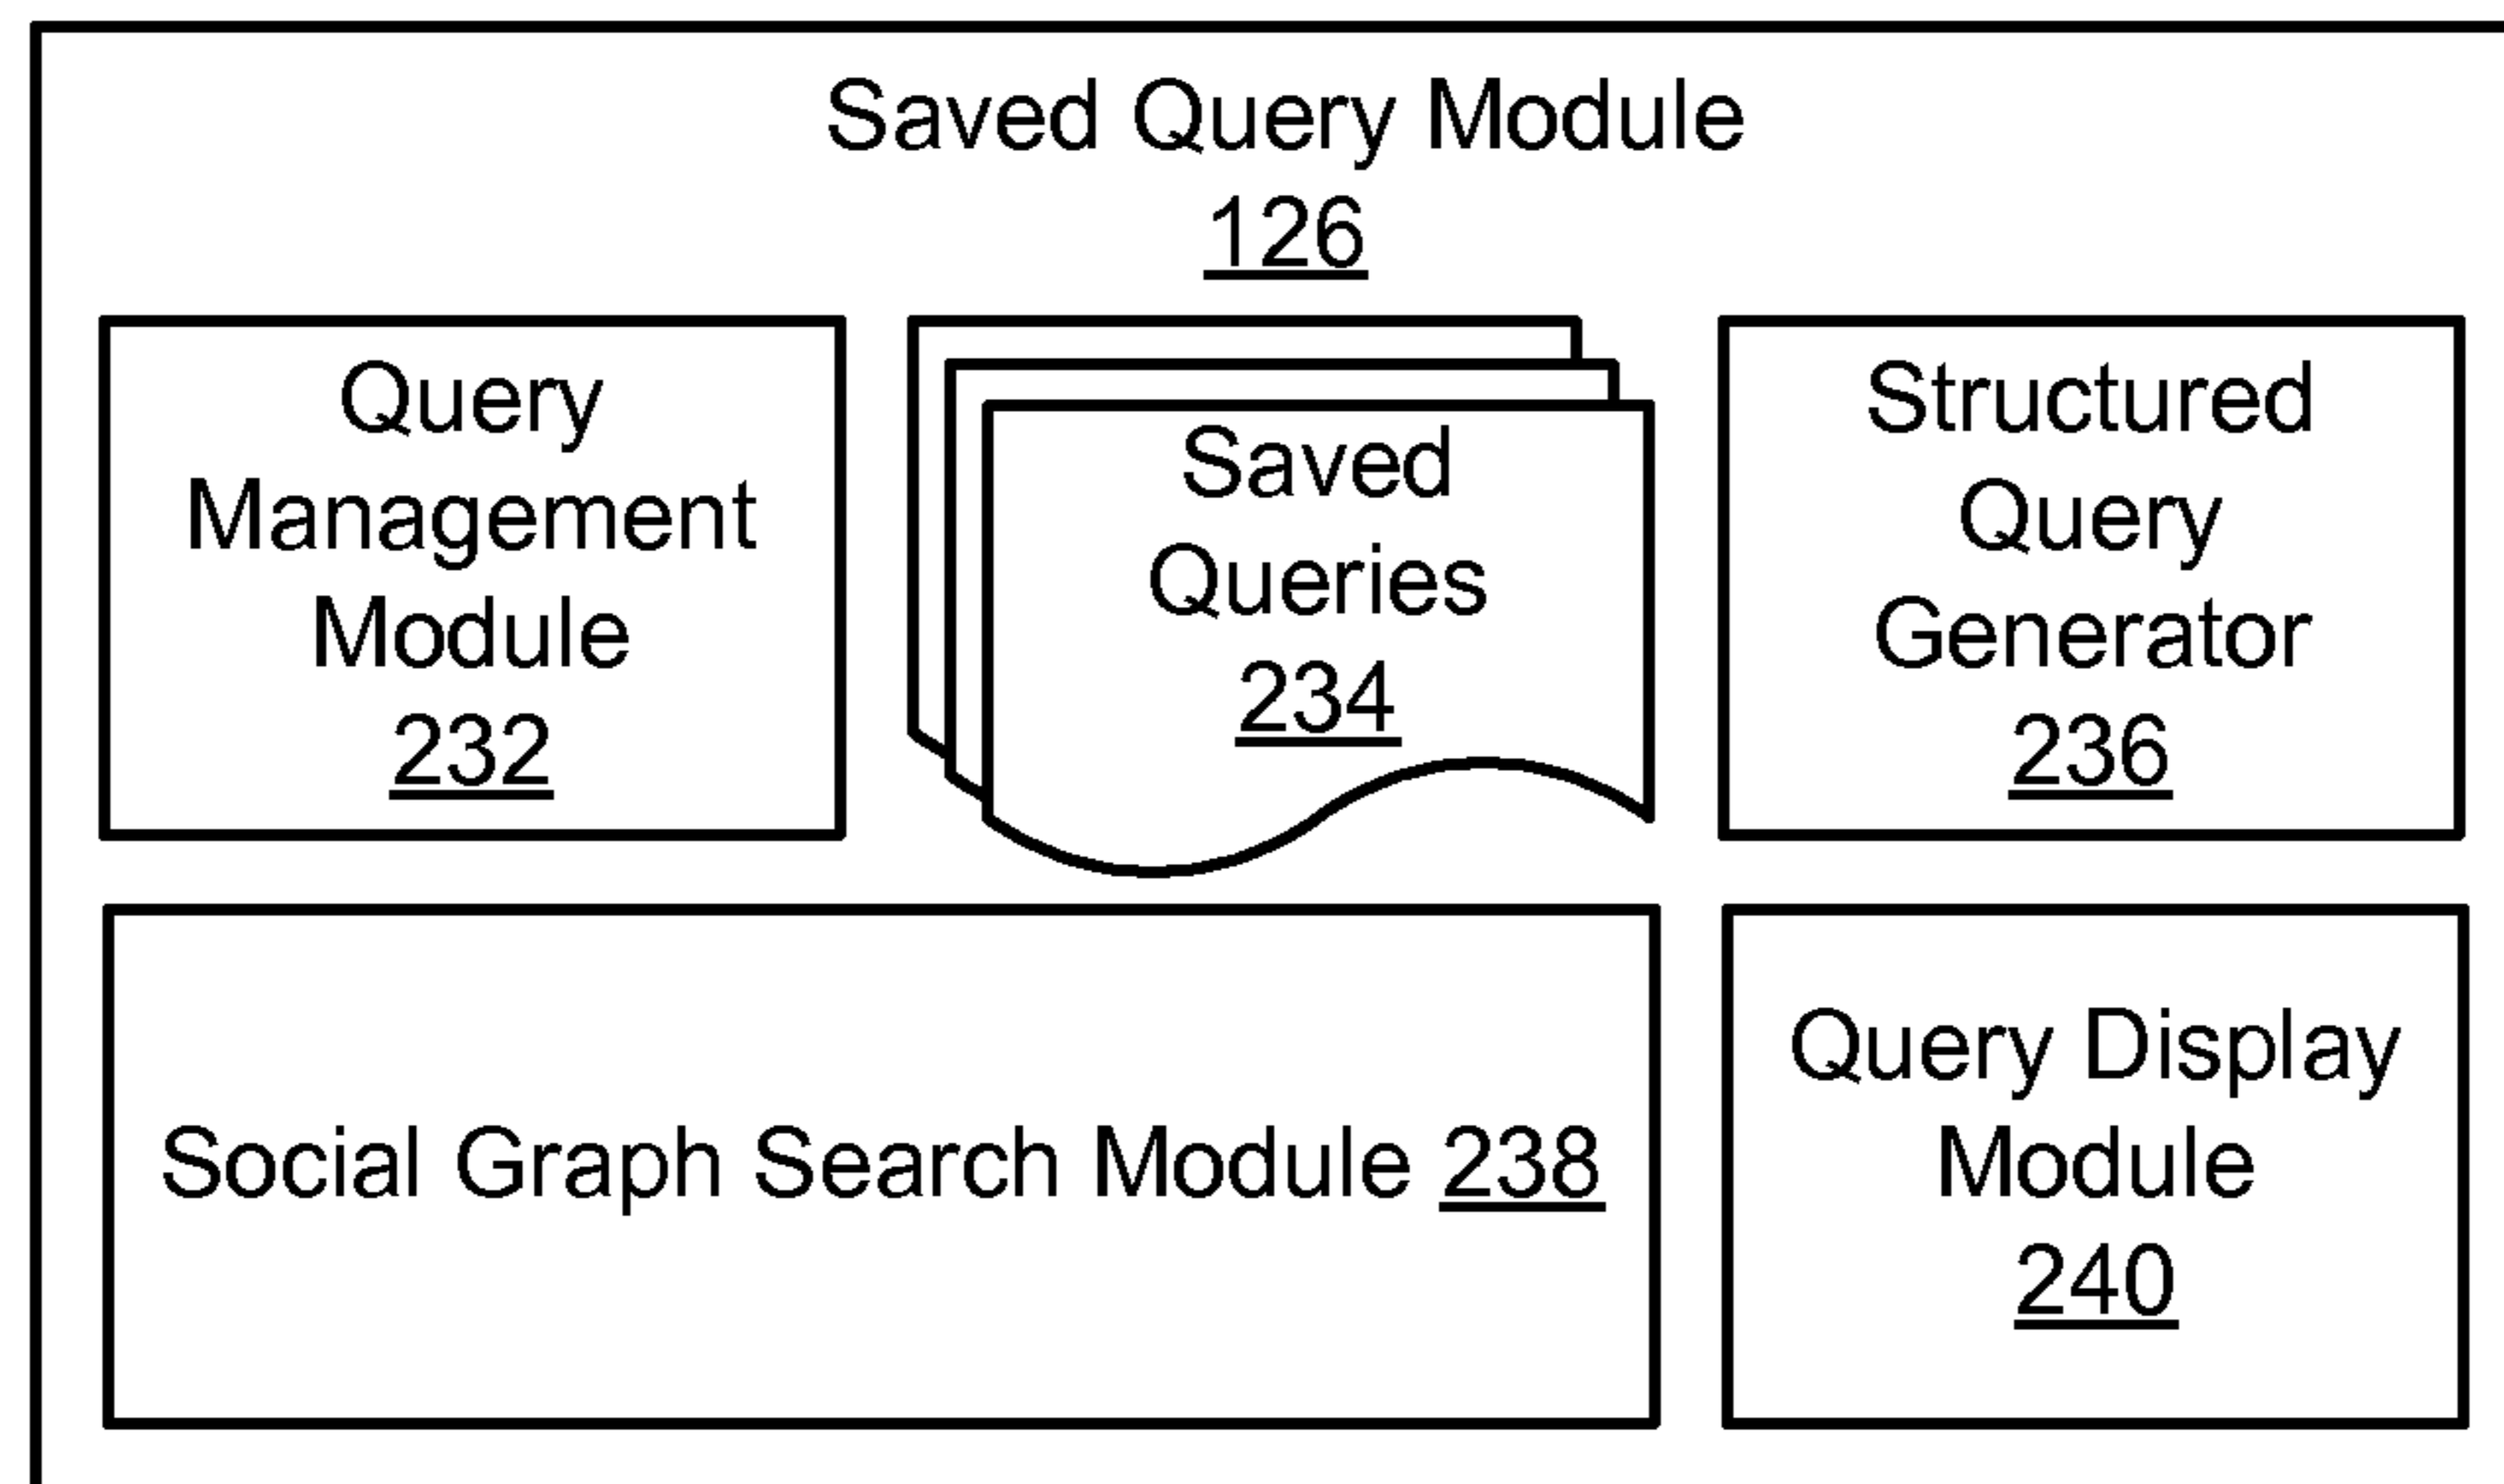 Saved Query Module
126
Query
Management
Module
232
Saved
Queries
234
Structured
Query
Generator
236
Social Graph Search Module 238
Query Display
Module
240